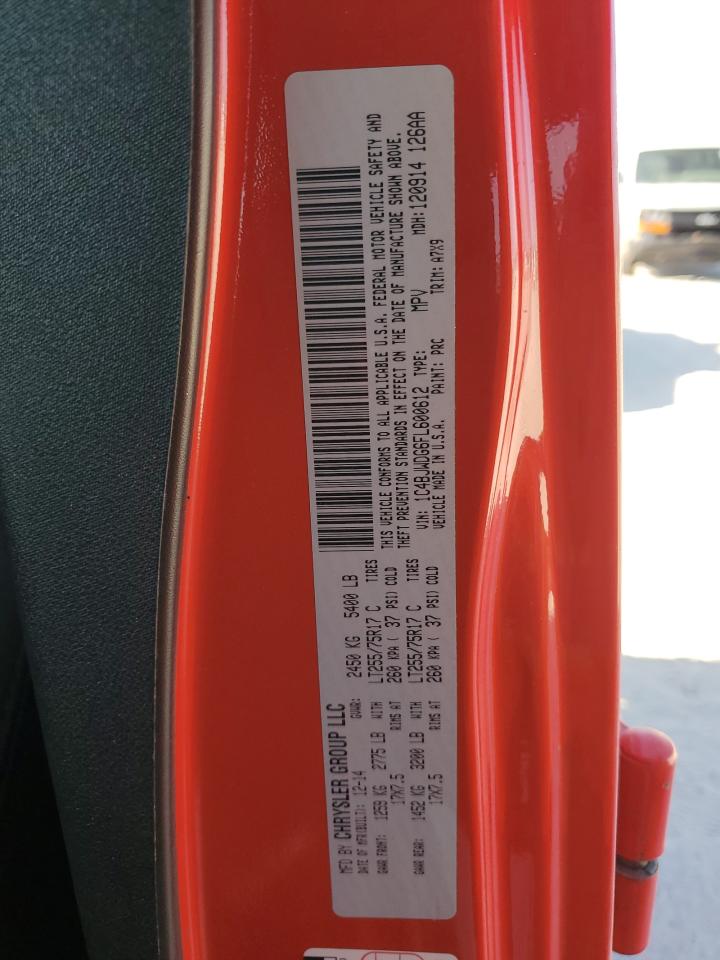 MFD BY CHRYSLER GROUP LLC
DATE OF MFR(BUILT): 12-14 GVWR: 2450 KG 5400 LB
GAWR FRONT: 1259 KG 2775 LB WITH LT255/75R17 C TIRES
17X7.5 RIMS AT 260 KPA ( 37 PSI) COLD
GAWR REAR: 1452 KG 3200 LB WITH LT255/75R17 C TIRES
17X7.5 RIMS AT 260 KPA ( 37 PSI) COLD
THIS VEHICLE CONFORMS TO ALL APPLICABLE U.S.A. FEDERAL MOTOR VEHICLE SAFETY AND
THEFT PREVENTION STANDARDS IN EFFECT ON THE DATE OF MANUFACTURE SHOWN ABOVE.
VIN: 1C4BJWDG6FL600612 TYPE: MPV MDH: 120914 126AA
VEHICLE MADE IN U.S.A. PAINT: PRC TRIM: A7X9